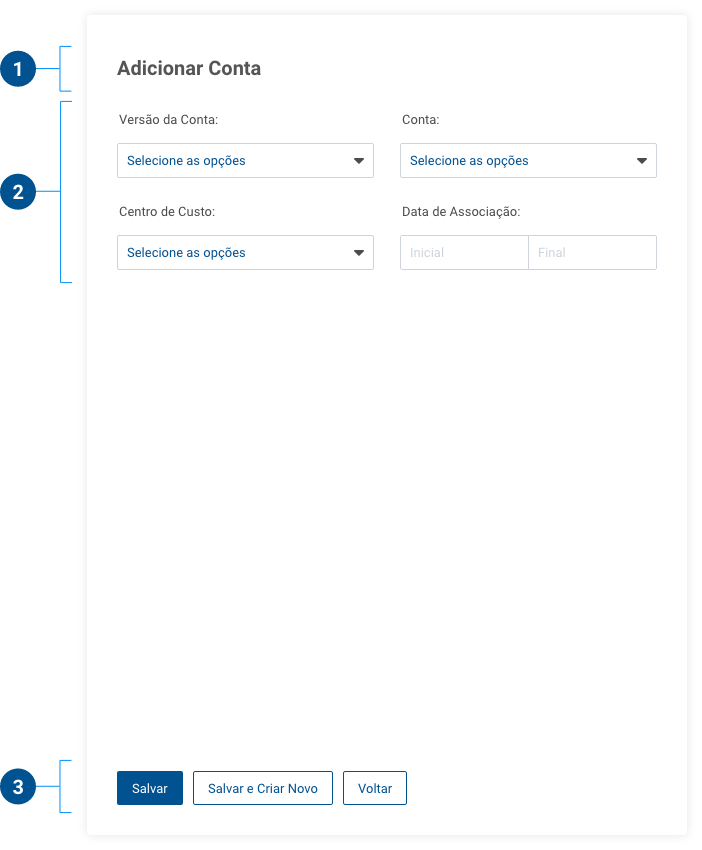 1
Adicionar Conta
2
Versão da Conta:
Conta:
Selecione as opções
Selecione as opções
Centro de Custo:
Data de Associação:
Selecione as opções
Inicial
Final
3
Salvar
Salvar e Criar Novo
Voltar